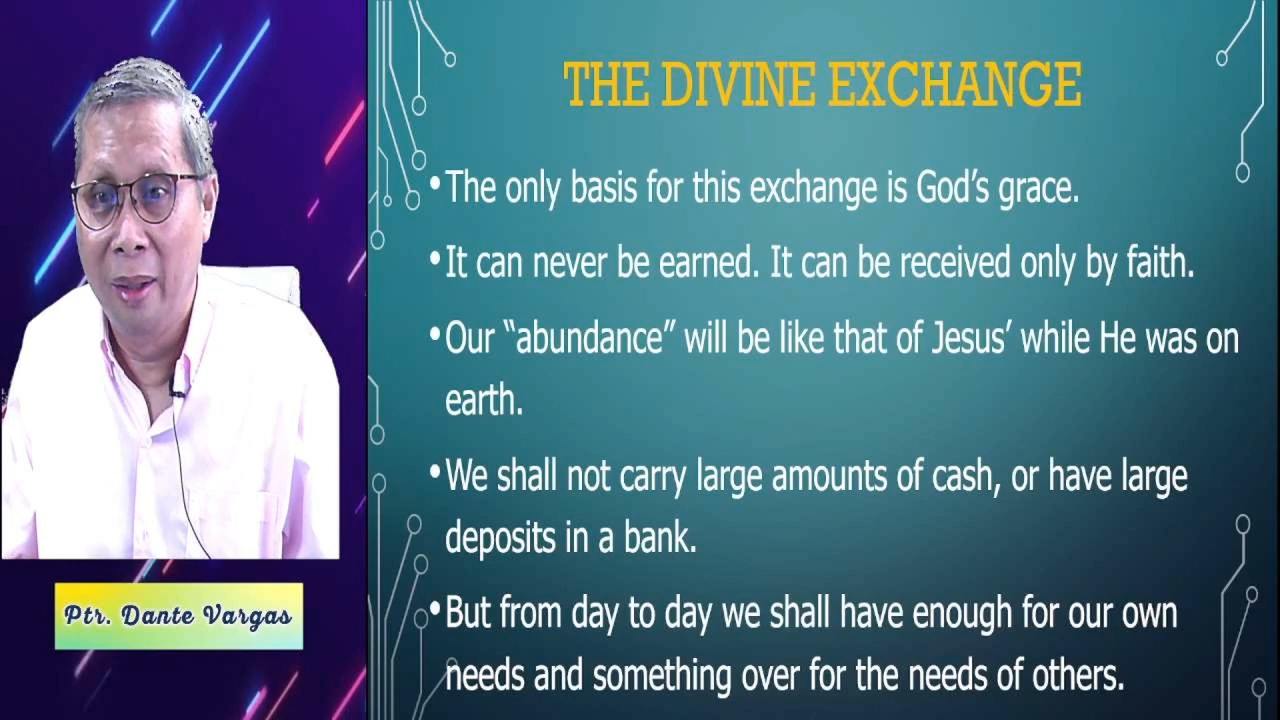 THE DIVINE EXCHANGE
•The only basis for this exchange is God’s grace.
•It can never be earned. It can be received only by faith.
•Our “abundance” will be like that of Jesus’ while He was on
earth.
•We shall not carry large amounts of cash, or have large
deposits in a bank.
•But from day to day we shall have enough for our own
needs and something over for the needs of others.
Ptr. Dante Vargas